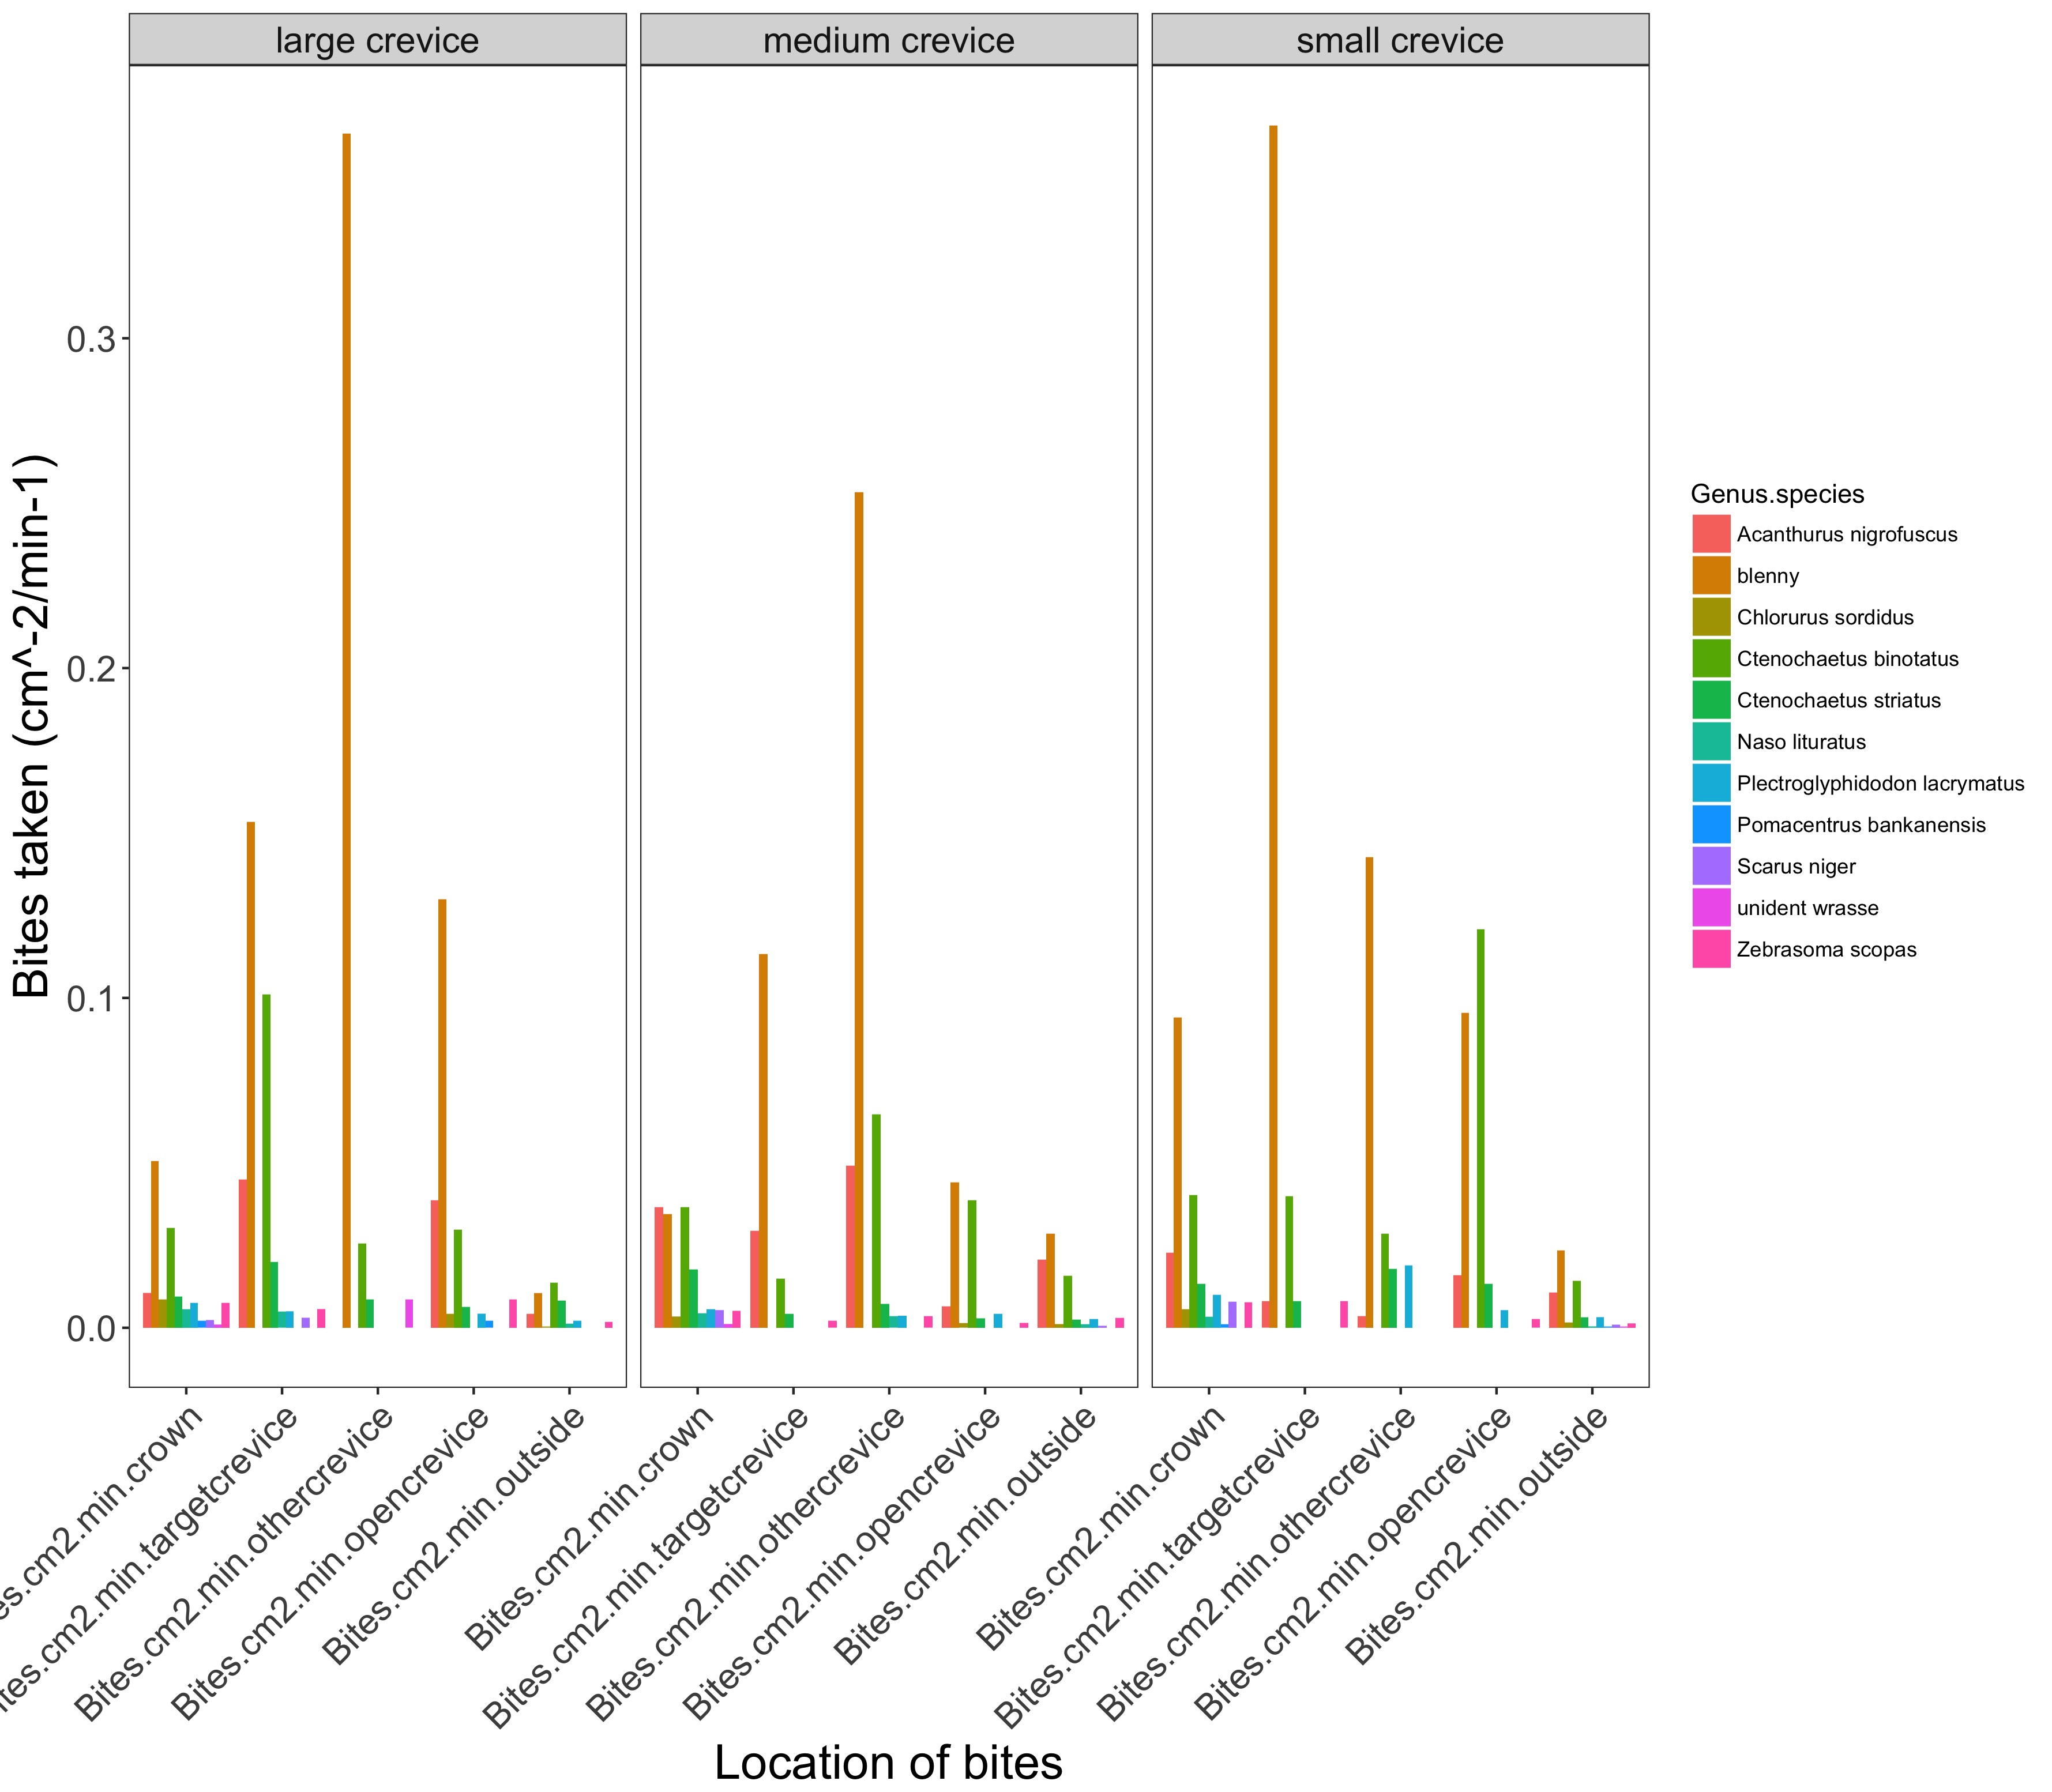 large crevice
medium crevice
small crevice
Bites taken (cm^-2/min-1)
0.3
0.2
0.1
0.0
es.cm2.min.crown
ites.cm2.min.targetcrevice
Bites.cm2.min.othercrevice
Bites.cm2.min.opencrevice
Bites.cm2.min.outside
Bites.cm2.min.crown
Bites.cm2.min.targetcrevice
Bites.cm2.min.othercrevice
Bites.cm2.min.opencrevice
Bites.cm2.min.outside
Bites.cm2.min.crown
Bites.cm2.min.targetcrevice
Bites.cm2.min.othercrevice
Bites.cm2.min.opencrevice
Bites.cm2.min.outside
Location of bites
Genus.species
Acanthurus nigrofuscus
blenny
Chlorurus sordidus
Ctenochaetus binotatus
Ctenochaetus striatus
Naso lituratus
Plectroglyphidodon lacrymatus
Pomacentrus bankanensis
Scarus niger
unident wrasse
Zebrasoma scopas